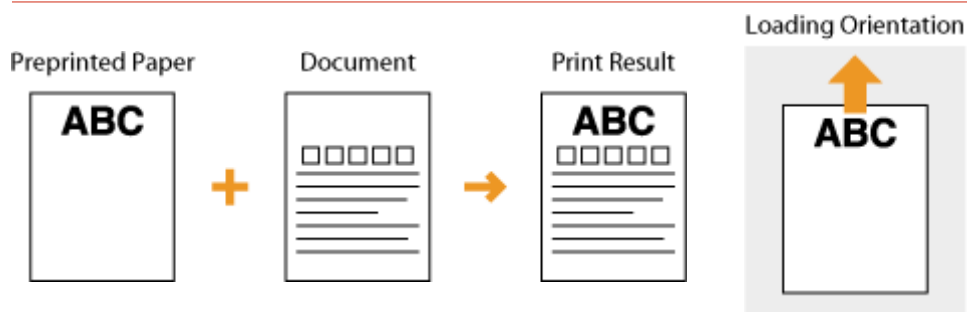 Loading Orientation
Preprinted Paper
Document
Print Result
ABC
ABC
ABC